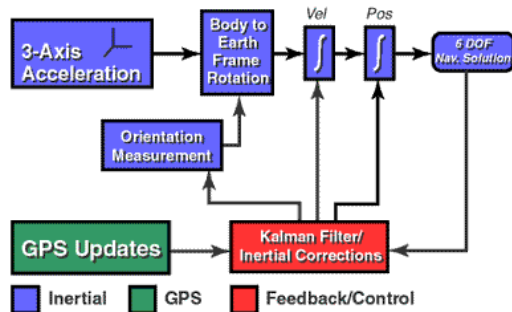 Vel
Pos
3-Axis
Acceleration
Body to
Earth
Frame
Rotation
∫
∫
6 DOF
Nav. Solution
Orientation
Measurement
GPS Updates
Kalman Filter/
Inertial Corrections
Inertial
GPS
Feedback/Control